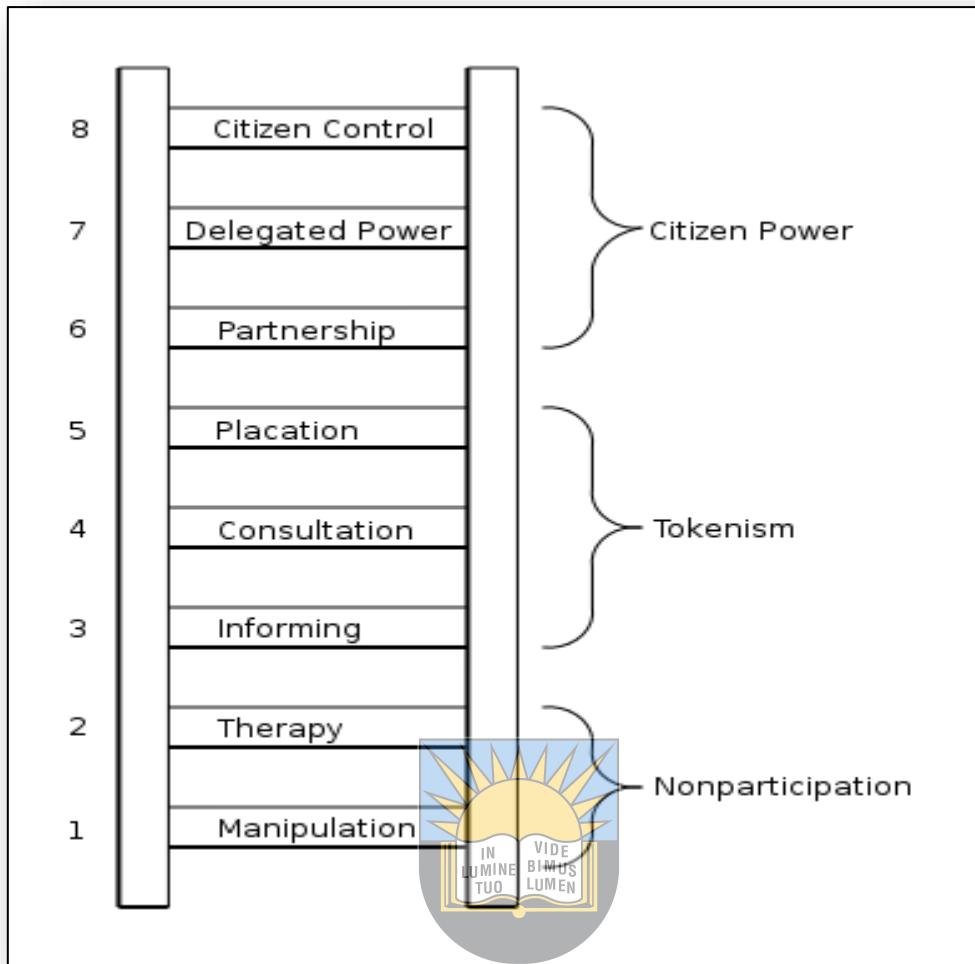 8 Citizen Control
7 Delegated Power
Citizen Power
6 Partnership
5 Placation
4 Consultation
Tokenism
3 Informing
2 Therapy
Nonparticipation
1 Manipulation
IN
LUMINE
TUO
VIDE
BIMUS
LUMEN